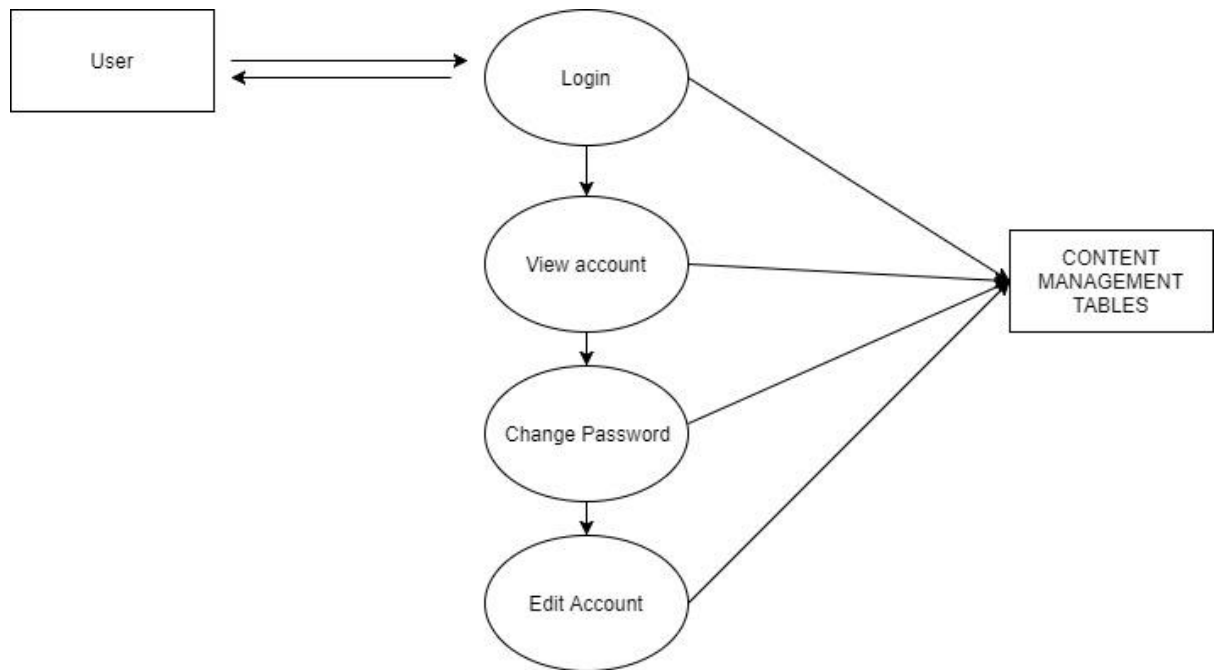 User
Login
View account
CONTENT
MANAGEMENT
TABLES
Change Password
Edit Account